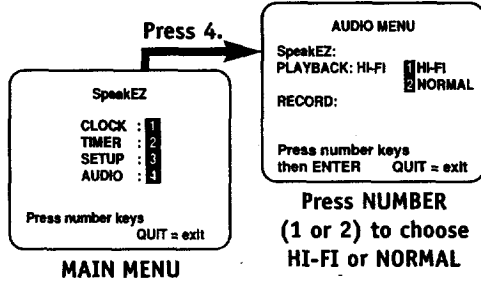 Press 4.
SpeakEZ
CLOCK : 1
TIMER : 2
SETUP : 3
AUDIO : 4
Press number keys
QUIT = exit
MAIN MENU
AUDIO MENU
SpeakEZ:
PLAYBACK: HI-FI 1 HI-FI
2 NORMAL
RECORD:
Press number keys
then ENTER QUIT = exit
Press NUMBER
(1 or 2) to choose
HI-FI or NORMAL